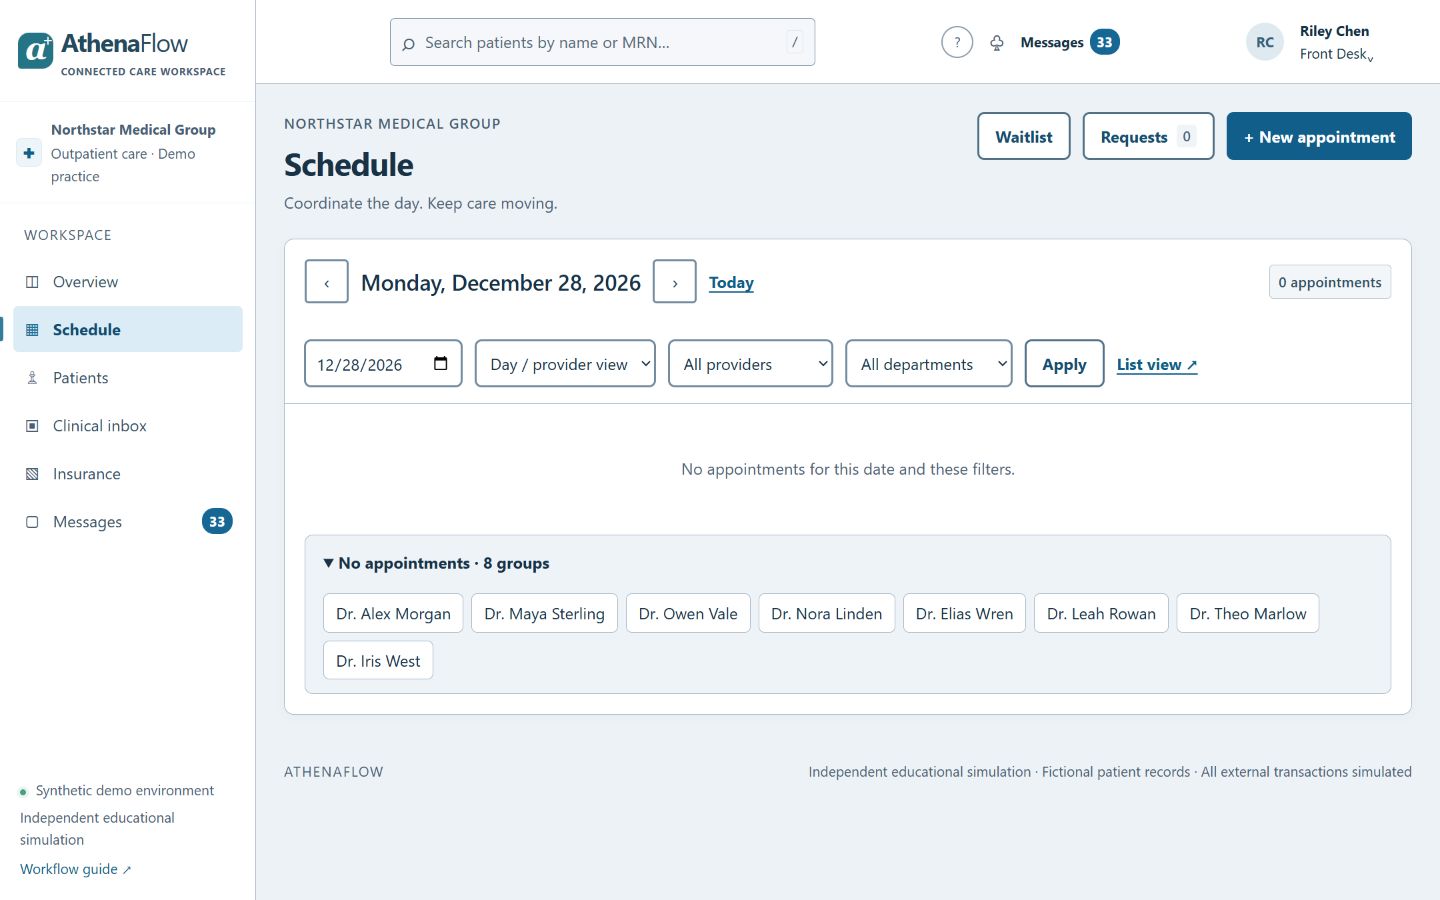 AthenaFlow
CONNECTED CARE WORKSPACE
Search patients by name or MRN...
/
?
Messages 33
RC
Riley Chen
Front Desk
Northstar Medical Group
Outpatient care · Demo
practice
WORKSPACE
Overview
Schedule
Patients
Clinical inbox
Insurance
Messages 33
Synthetic demo environment
Independent educational
simulation
Workflow guide ↗
NORTHSTAR MEDICAL GROUP
Schedule
Coordinate the day. Keep care moving.
Waitlist
Requests 0
+ New appointment
‹ Monday, December 28, 2026 › Today
0 appointments
12/28/2026
Day / provider view
All providers
All departments
Apply
List view ↗
No appointments for this date and these filters.
▼ No appointments · 8 groups
Dr. Alex Morgan
Dr. Maya Sterling
Dr. Owen Vale
Dr. Nora Linden
Dr. Elias Wren
Dr. Leah Rowan
Dr. Theo Marlow
Dr. Iris West
ATHENAFLOW
Independent educational simulation · Fictional patient records · All external transactions simulated